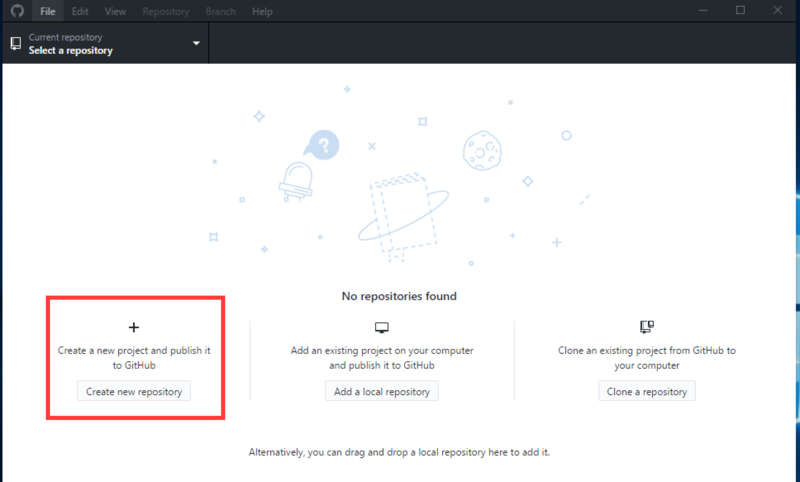 File Edit View Repository Branch Help
Current repository
Select a repository
?
No repositories found
Create a new project and publish it
to GitHub
Create new repository
Add an existing project on your computer
and publish it to GitHub
Add a local repository
Clone an existing project from GitHub to
your computer
Clone a repository
Alternatively, you can drag and drop a local repository here to add it.